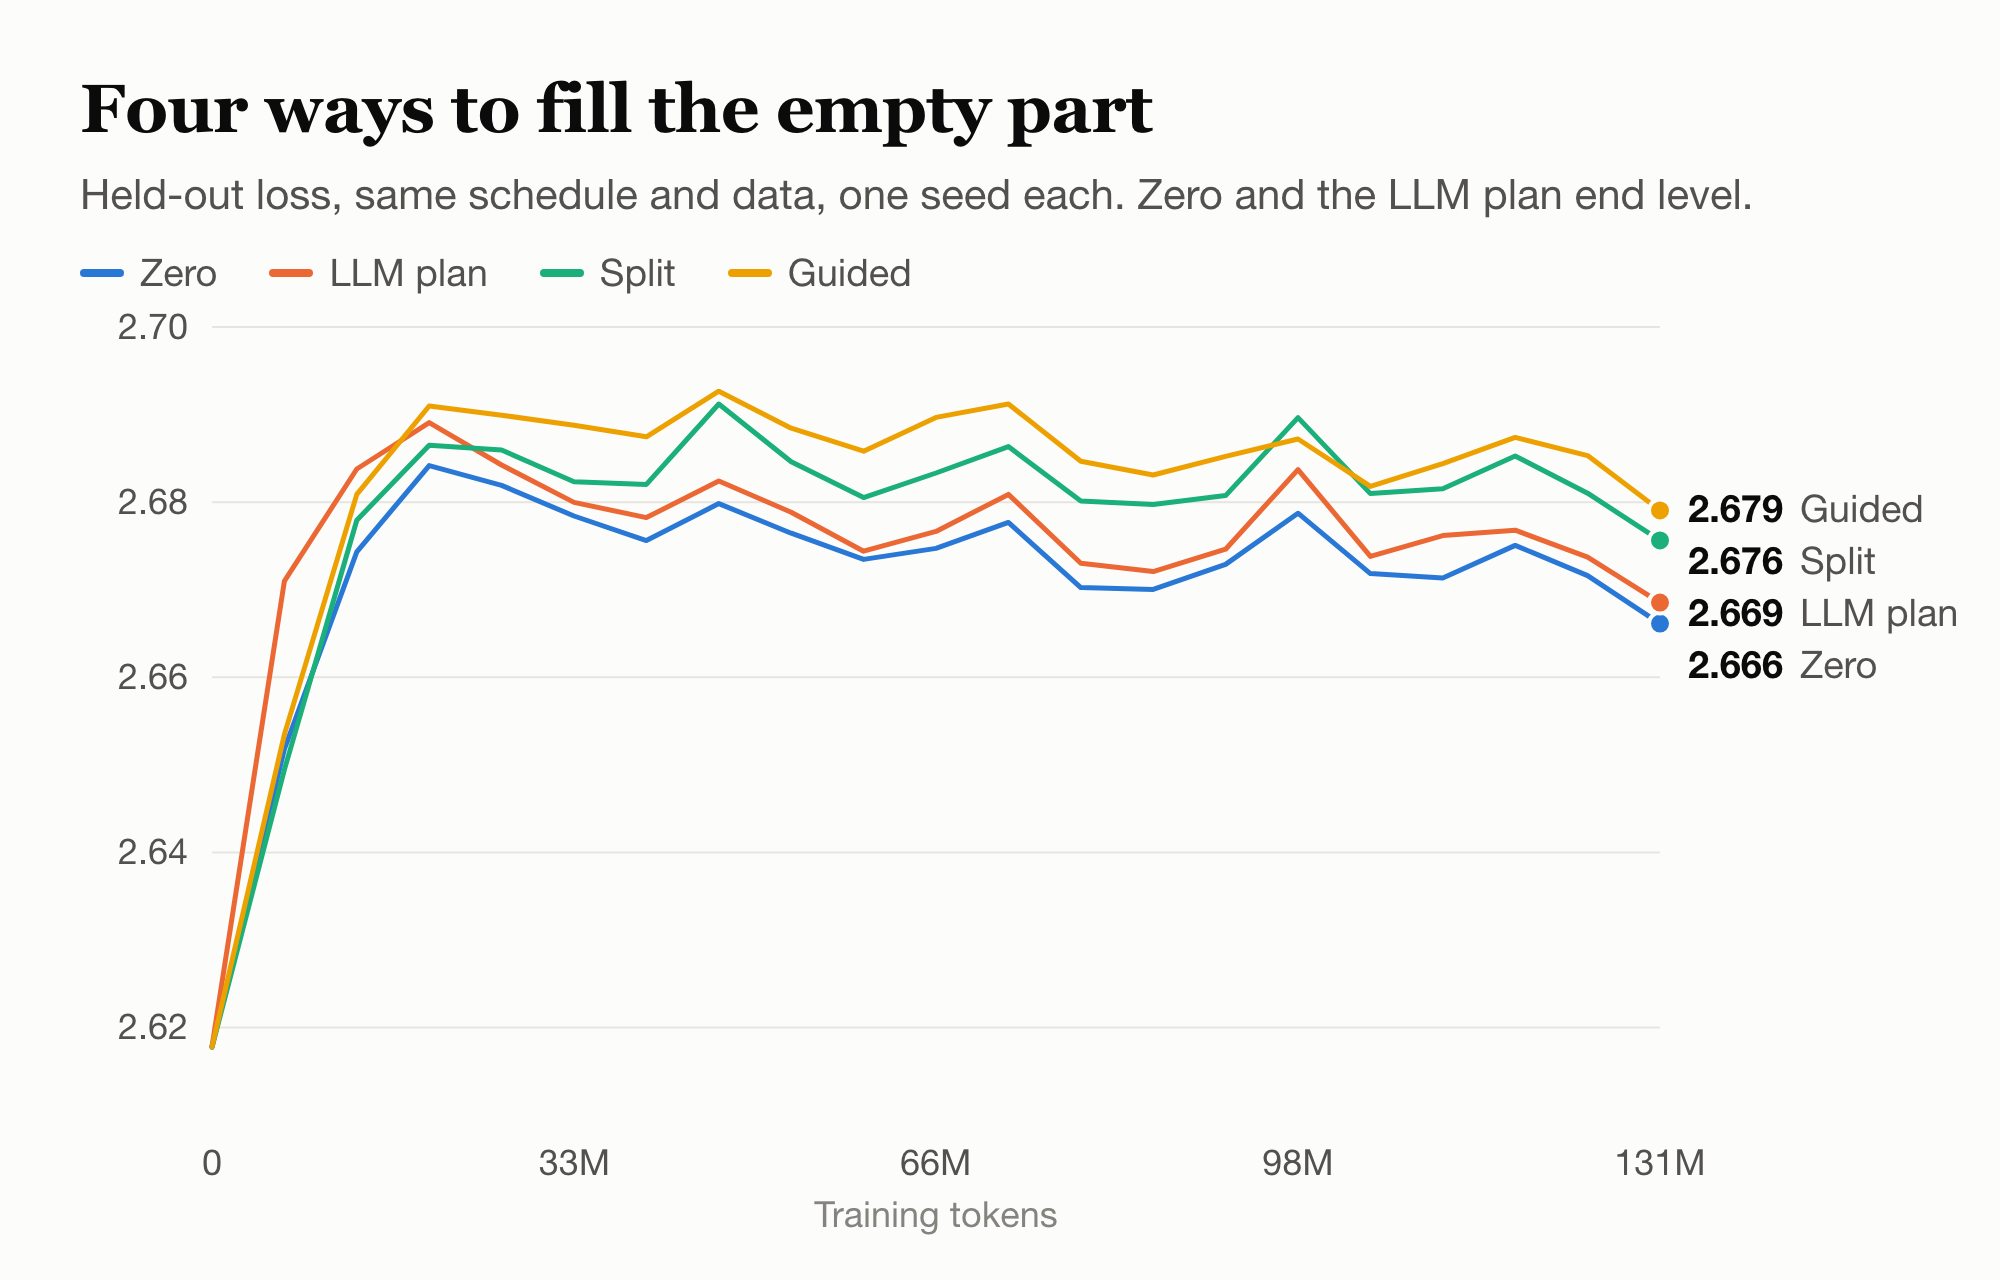 Four ways to fill the empty part
Held-out loss, same schedule and data, one seed each. Zero and the LLM plan end level.
Zero LLM plan Split Guided
2.70
2.68
2.66
2.64
2.62
2.679 Guided
2.676 Split
2.669 LLM plan
2.666 Zero
0 33M 66M 98M 131M
Training tokens